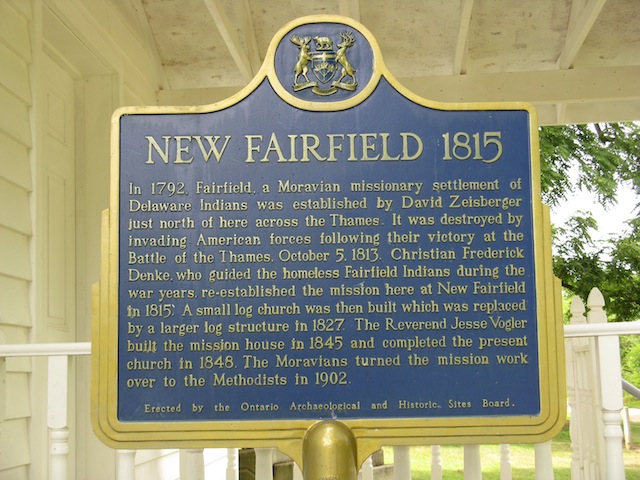 NEW FAIRFIELD 1815
In 1792, Fairfield, a Moravian missionary settlement of
Delaware Indians was established by David Zeisberger
just north of here across the Thames. It was destroyed by
invading American forces following their victory at the
Battle of the Thames, October 5, 1813. Christian Frederick
Denke, who guided the homeless Fairfield Indians during the
war years, re-established the mission here at New Fairfield
in 1815. A small log church was then built which was replaced
by a larger log structure in 1827. The Reverend Jesse Vogler
built the mission house in 1845 and completed the present
church in 1848. The Moravians turned the mission work
over to the Methodists in 1902.
Erected by the Ontario Archaeological and Historic Sites Board.